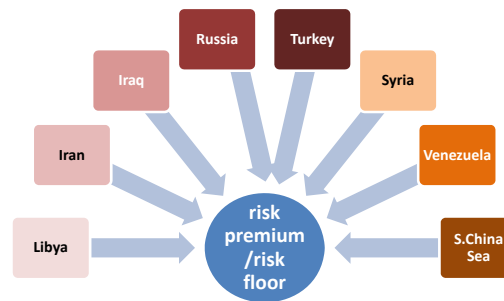 Russia
Turkey
Iraq
Syria
Iran
Venezuela
Libya
S.China
Sea
risk
premium
/risk
floor